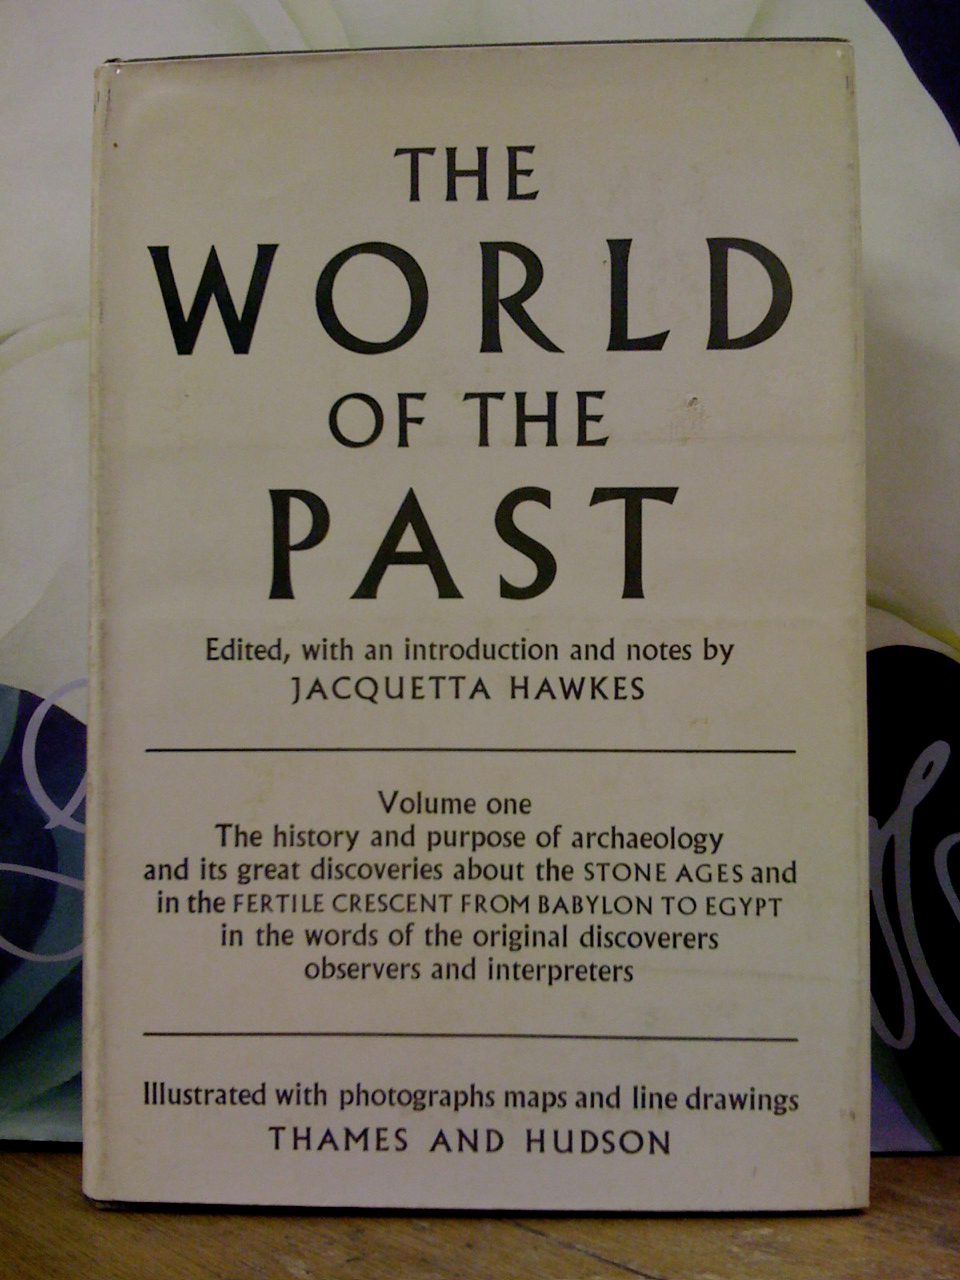 THE
WORLD
OF THE
PAST
Edited, with an introduction and notes by
JACQUETTA HAWKES
Volume one
The history and purpose of archaeology
and its great discoveries about the STONE AGES and
in the FERTILE CRESCENT FROM BABYLON TO EGYPT
in the words of the original discoverers
observers and interpreters
Illustrated with photographs maps and line drawings
THAMES AND HUDSON